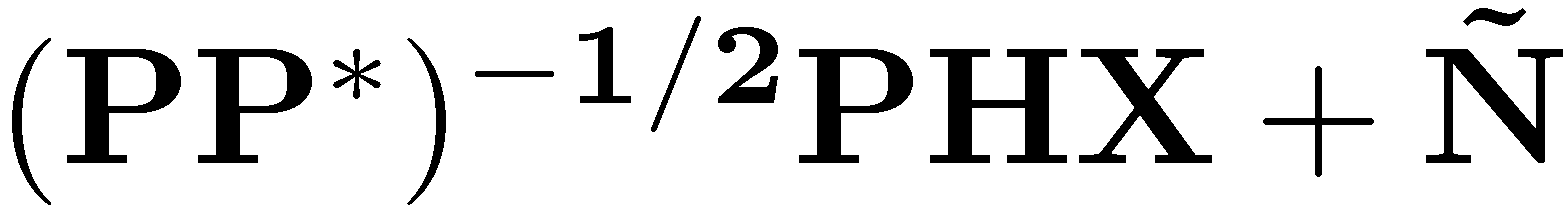 (PP*)^{-1/2}PHX + Ñ